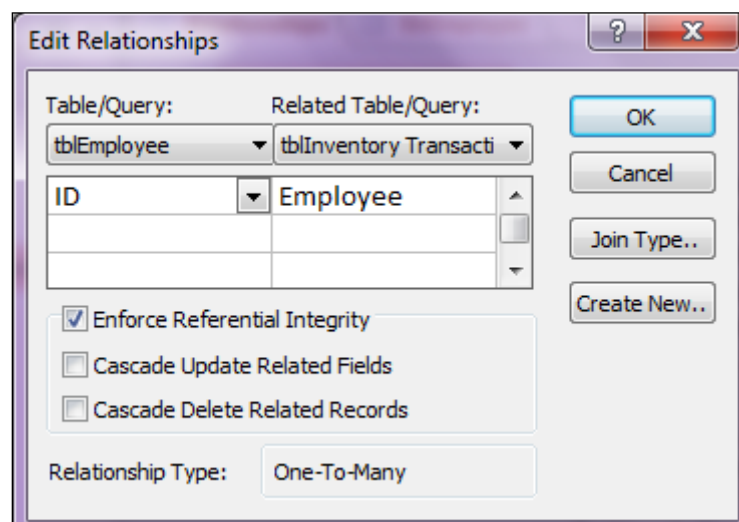 Edit Relationships
Table/Query: Related Table/Query:
tblEmployee tblInventory Transacti
ID Employee
Enforce Referential Integrity
Cascade Update Related Fields
Cascade Delete Related Records
Relationship Type: One-To-Many
OK
Cancel
Join Type..
Create New..